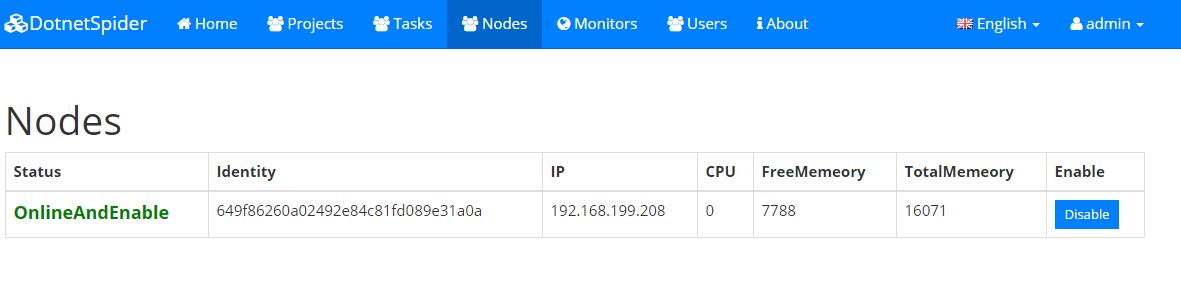 DotnetSpider Home Projects Tasks Nodes Monitors Users About English admin
Nodes
Status Identity IP CPU FreeMemeory TotalMemeory Enable
OnlineAndEnable 649f86260a02492e84c81fd089e31a0a 192.168.199.208 0 7788 16071 Disable